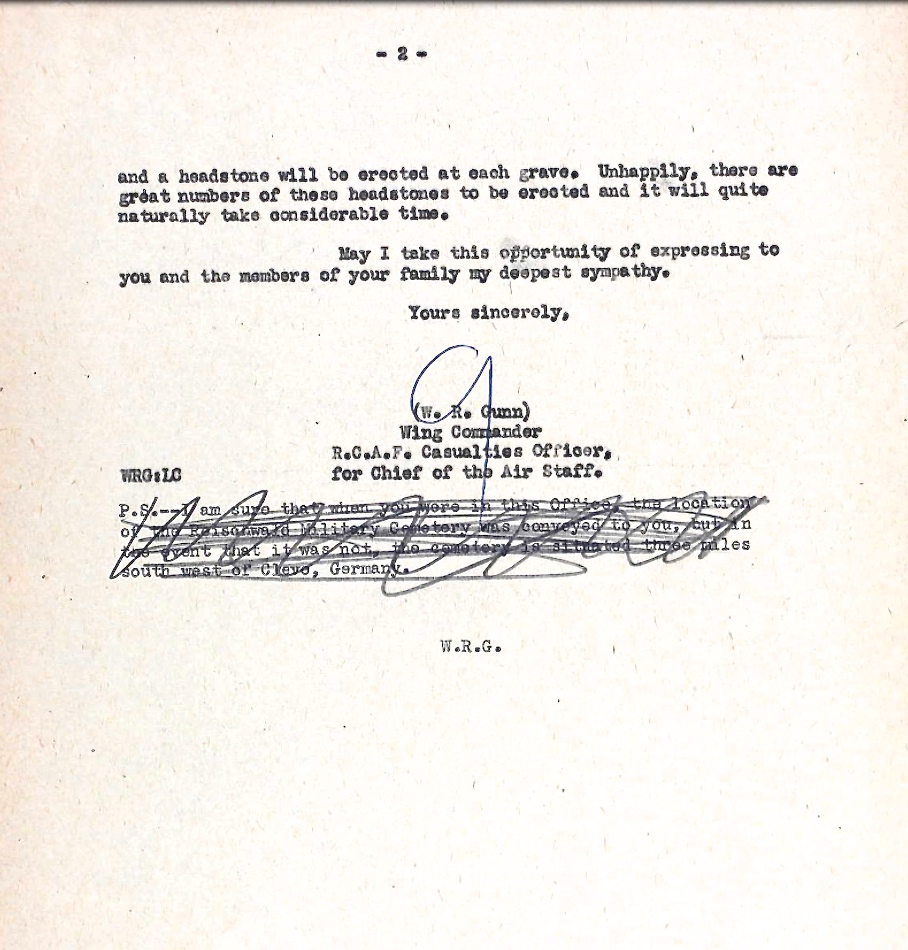 - 2 -
and a headstone will be erected at each grave. Unhappily, there are
great numbers of these headstones to be erected and it will quite
naturally take considerable time.
May I take this opportunity of expressing to
you and the members of your family my deepest sympathy.
Yours sincerely,
(W. R. Gunn)
Wing Commander
R.C.A.F. Casualties Officer,
for Chief of the Air Staff.
WRG:LC
P.S.--I am sure that when you were in this Office, the location
of the Reisenwald Military Cemetery was conveyed to you, but in
the event that it was not, the cemetery is situated three miles
south west of Cleve, Germany.
W.R.G.